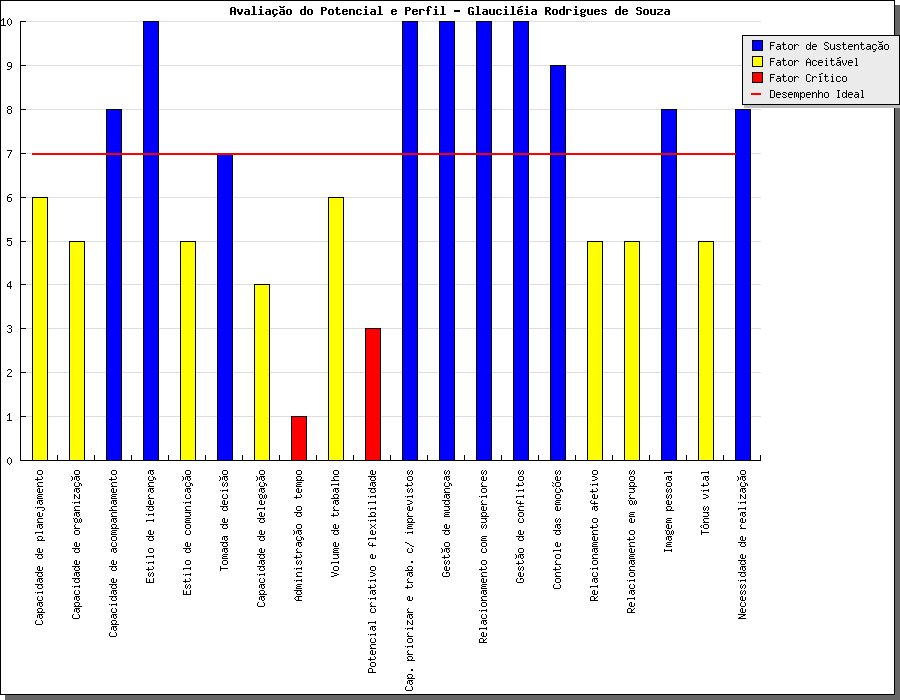 Avaliação do Potencial e Perfil - Glauciléia Rodrigues de Souza
Fator de Sustentação
Fator Aceitável
Fator Crítico
Desempenho Ideal
10
9
8
7
6
5
4
3
2
1
0
Capacidade de planejamento
Capacidade de organização
Capacidade de acompanhamento
Estilo de liderança
Estilo de comunicação
Tomada de decisão
Capacidade de delegação
Administração do tempo
Volume de trabalho
Potencial criativo e flexibilidade
Cap. priorizar e trab. c/ imprevistos
Gestão de mudanças
Relacionamento com superiores
Gestão de conflitos
Controle das emoções
Relacionamento afetivo
Relacionamento em grupos
Imagem pessoal
Tônus vital
Necessidade de realização